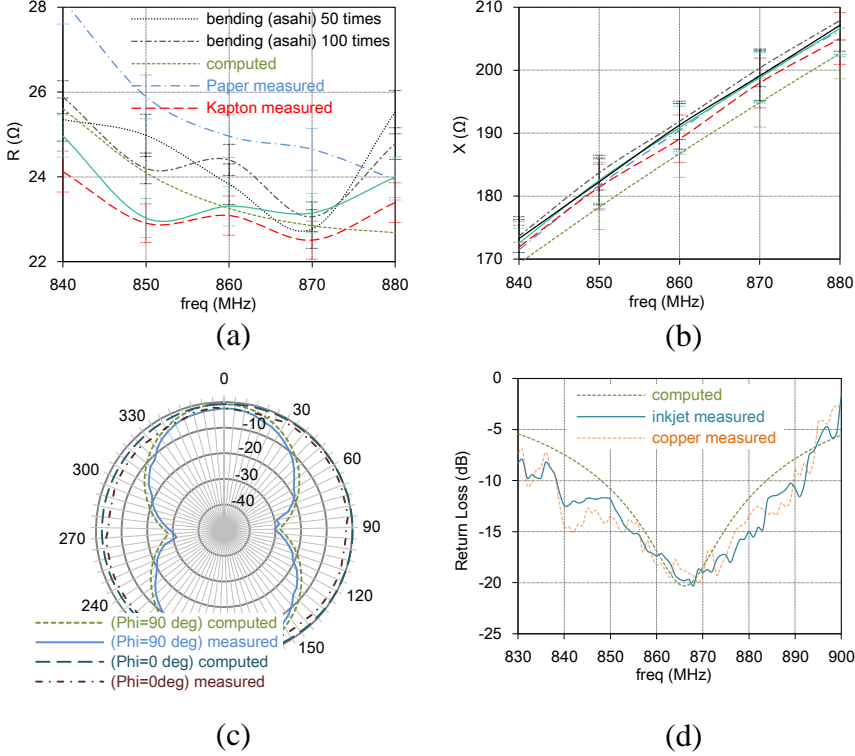 28
26
24
22
R (Ω)
bending (asahi) 50 times
bending (asahi) 100 times
computed
Paper measured
Kapton measured
840 850 860 870 880
freq (MHz)
(a)
210
200
190
180
170
X (Ω)
840 850 860 870 880
freq (MHz)
(b)
0
30
60
90
120
150
240
270
300
330
-10
-20
-30
-40
(Phi=90 deg) computed
(Phi=90 deg) measured
(Phi=0 deg) computed
(Phi=0deg) measured
(c)
0
-5
-10
-15
-20
-25
Return Loss (dB)
computed
inkjet measured
copper measured
830 840 850 860 870 880 890 900
freq (MHz)
(d)